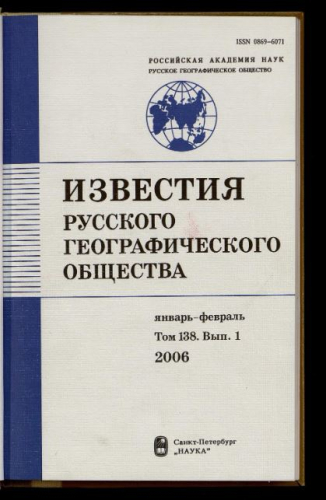 ISSN 0869-6071
РОССИЙСКАЯ АКАДЕМИЯ НАУК
РУССКОЕ ГЕОГРАФИЧЕСКОЕ ОБЩЕСТВО
ИЗВЕСТИЯ
РУССКОГО
ГЕОГРАФИЧЕСКОГО
ОБЩЕСТВА
январь–февраль
Том 138. Вып. 1
2006
Санкт-Петербург
„НАУКА"